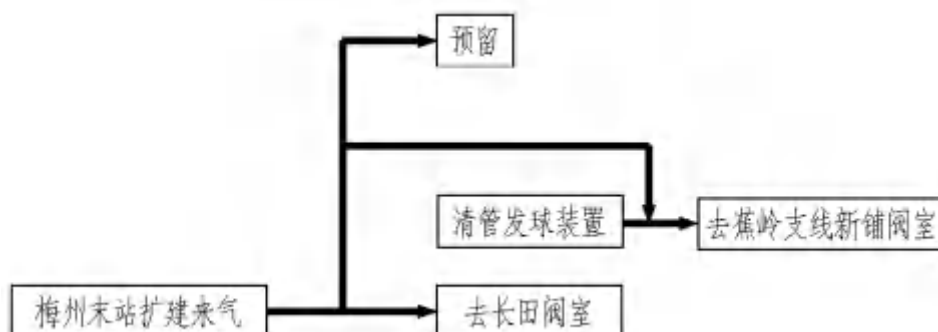 预留
清管发球装置
去蕉岭支线新铺阀室
梅州末站扩建来气
去长田阀室